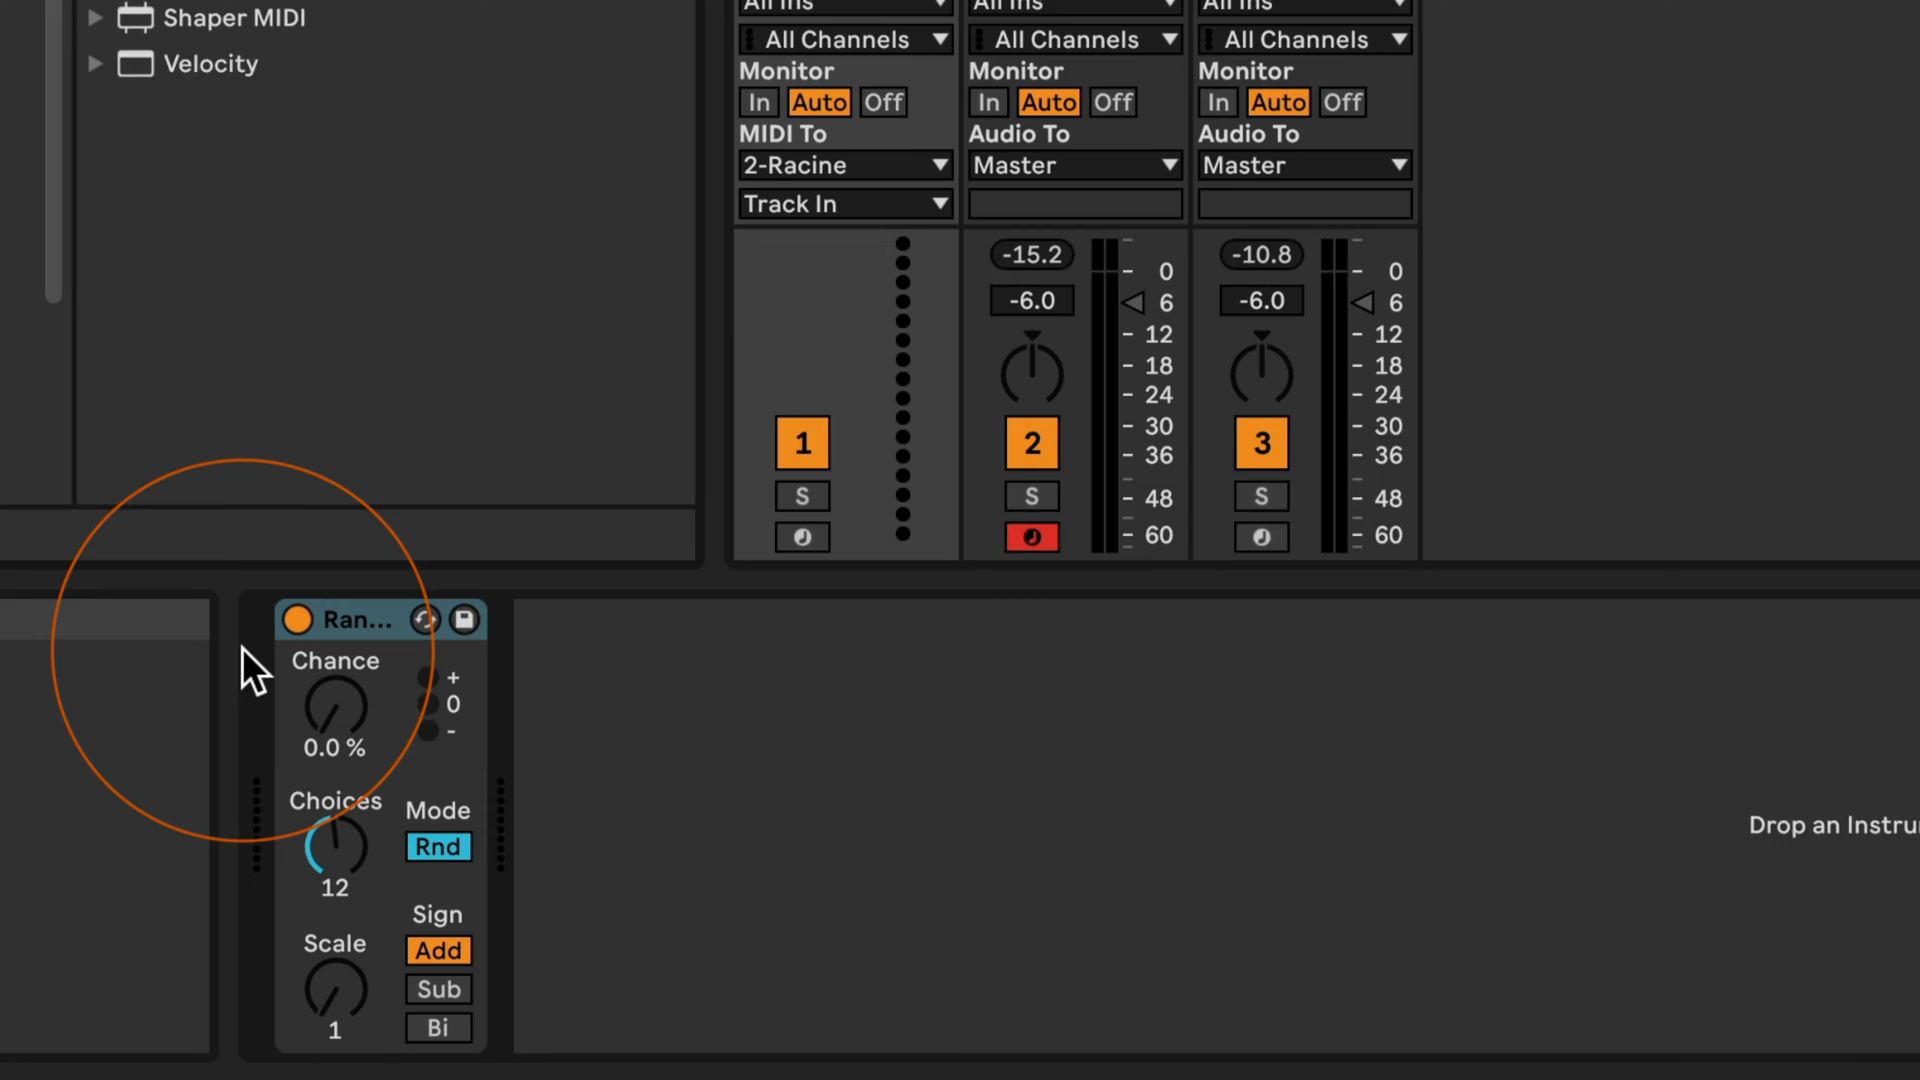 Shaper MIDI
Velocity
All Ins All Ins All Ins
All Channels All Channels All Channels
Monitor Monitor Monitor
In Auto Off In Auto Off In Auto Off
MIDI To Audio To Audio To
2-Racine Master Master
Track In
-15.2 -10.8
0 0
-6.0 6 -6.0 6
12 12
18 18
24 24
1 2 30 3 30
36 36
S S 48 S 48
60 60
Ran...
Chance
+
0
-
0.0 %
Choices Mode
Rnd
12
Sign
Scale Add
Sub
1 Bi
Drop an Instru